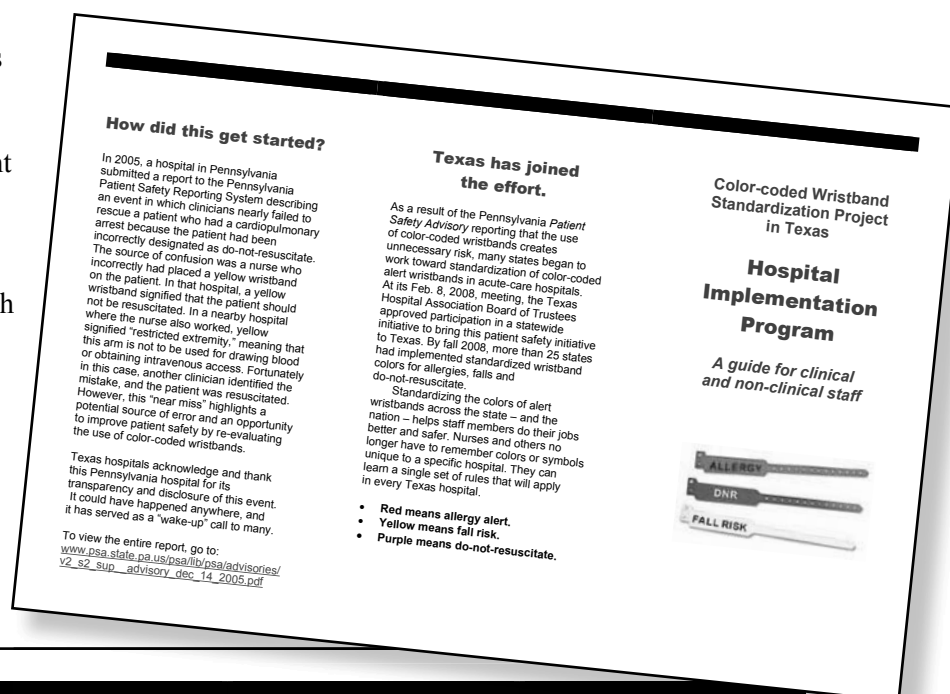 s
nt
h
How did this get started?
In 2005, a hospital in Pennsylvania
submitted a report to the Pennsylvania
Patient Safety Reporting System describing
an event in which clinicians nearly failed to
rescue a patient who had a cardiopulmonary
arrest because the patient had been
incorrectly designated as do-not-resuscitate.
The source of confusion was a nurse who
incorrectly had placed a yellow wristband
on the patient. In that hospital, a yellow
wristband signified that the patient should
not be resuscitated. In a nearby hospital
where the nurse also worked, yellow
signified “restricted extremity,” meaning that
this arm is not to be used for drawing blood
or obtaining intravenous access. Fortunately
in this case, another clinician identified the
mistake, and the patient was resuscitated.
However, this “near miss” highlights a
potential source of error and an opportunity
to improve patient safety by re-evaluating
the use of color-coded wristbands.
Texas hospitals acknowledge and thank
this Pennsylvania hospital for its
transparency and disclosure of this event.
It could have happened anywhere, and
it has served as a “wake-up” call to many.
To view the entire report, go to:
www.psa.state.pa.us/psa/lib/psa/advisories/
v2_s2_sup__advisory_dec_14_2005.pdf
Texas has joined
the effort.
As a result of the Pennsylvania Patient
Safety Advisory reporting that the use
of color-coded wristbands creates
unnecessary risk, many states began to
work toward standardization of color-coded
alert wristbands in acute-care hospitals.
At its Feb. 8, 2008, meeting, the Texas
Hospital Association Board of Trustees
approved participation in a statewide
initiative to bring this patient safety initiative
to Texas. By fall 2008, more than 25 states
had implemented standardized wristband
colors for allergies, falls and
do-not-resuscitate.
Standardizing the colors of alert
wristbands across the state – and the
nation – helps staff members do their jobs
better and safer. Nurses and others no
longer have to remember colors or symbols
unique to a specific hospital. They can
learn a single set of rules that will apply
in every Texas hospital.
• Red means allergy alert.
• Yellow means fall risk.
• Purple means do-not-resuscitate.
Color-coded Wristband
Standardization Project
in Texas
Hospital
Implementation
Program
A guide for clinical
and non-clinical staff
ALLERGY
DNR
FALL RISK